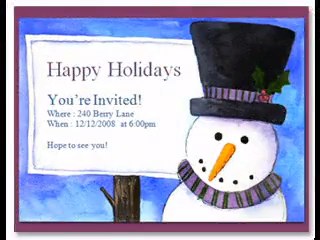 Happy Holidays
You're Invited!
Where : 240 Berry Lane
When : 12/12/2008 at 6:00pm
Hope to see you!